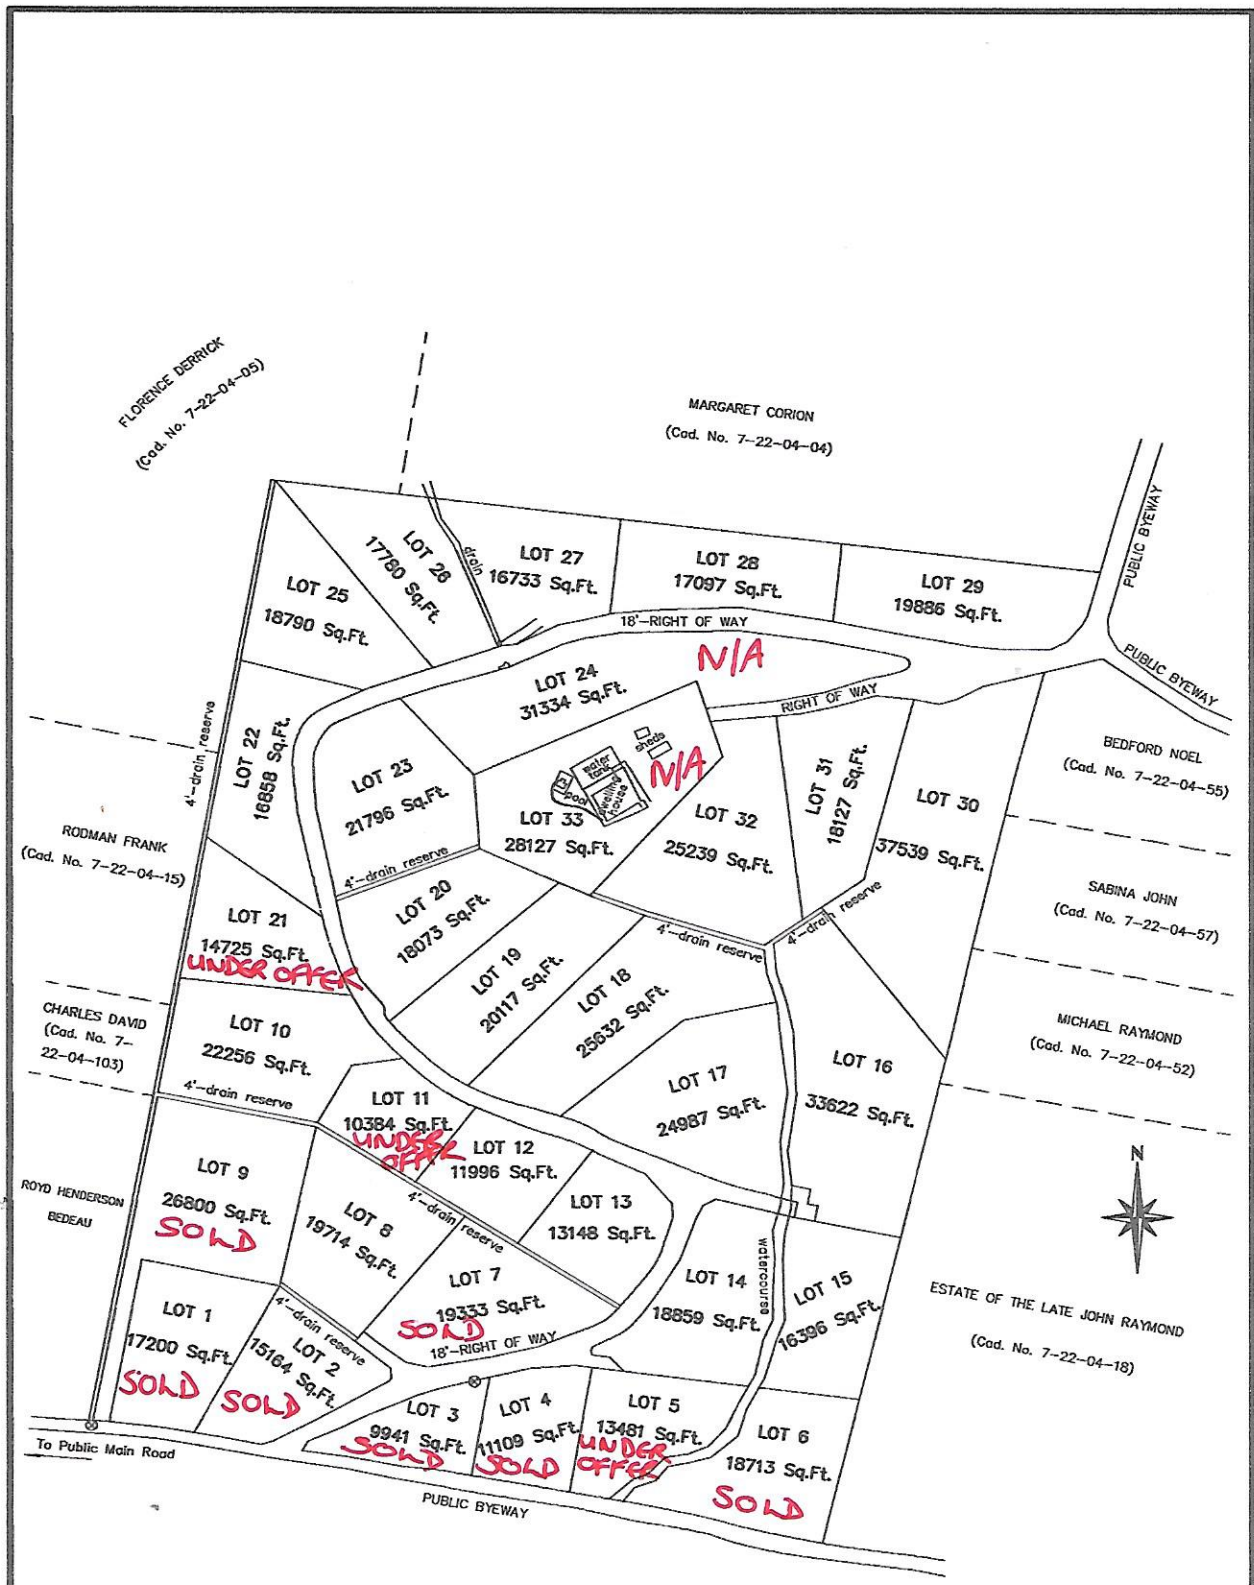 FLORENCE DERRICK
(Cad. No. 7-22-04-05)
MARGARET CORION
(Cad. No. 7-22-04-04)
PUBLIC BYEWAY
PUBLIC BYEWAY
LOT 25
18790 Sq.Ft.
LOT 26
17780 Sq.Ft.
drain
LOT 27
16733 Sq.Ft.
LOT 28
17097 Sq.Ft.
LOT 29
19886 Sq.Ft.
18'-RIGHT OF WAY
N/A
LOT 24
31334 Sq.Ft.
RIGHT OF WAY
4'-drain reserve
LOT 22
16858 Sq.Ft.
LOT 23
21796 Sq.Ft.
sheds
water
tank
pool
dwelling
house
N/A
LOT 33
28127 Sq.Ft.
LOT 32
25239 Sq.Ft.
LOT 31
18127 Sq.Ft.
LOT 30
37539 Sq.Ft.
BEDFORD NOEL
(Cad. No. 7-22-04-55)
RODMAN FRANK
(Cad. No. 7-22-04-15)
4'-drain reserve
LOT 20
18073 Sq.Ft.
4'-drain reserve
4'-drain reserve
SABINA JOHN
(Cad. No. 7-22-04-57)
LOT 21
14725 Sq.Ft.
UNDER OFFER
LOT 19
20117 Sq.Ft.
LOT 18
25632 Sq.Ft.
CHARLES DAVID
(Cad. No. 7-
22-04-103)
LOT 10
22256 Sq.Ft.
MICHAEL RAYMOND
(Cad. No. 7-22-04-52)
LOT 17
24987 Sq.Ft.
LOT 16
33622 Sq.Ft.
4'-drain reserve
LOT 11
10384 Sq.Ft.
UNDER
OFF
LOT 12
11996 Sq.Ft.
N
ROYD HENDERSON
BEDEAU
LOT 9
26800 Sq.Ft.
SOLD
LOT 8
19714 Sq.Ft.
4'-drain reserve
LOT 13
13148 Sq.Ft.
LOT 7
19333 Sq.Ft.
SOLD
18'-RIGHT OF WAY
LOT 14
18859 Sq.Ft.
watercourse
LOT 15
16396 Sq.Ft.
ESTATE OF THE LATE JOHN RAYMOND
(Cad. No. 7-22-04-18)
LOT 1
17200 Sq.Ft.
SOLD
4'-drain reserve
LOT 2
15164 Sq.Ft.
SOLD
LOT 3
9941 Sq.Ft.
SOLD
LOT 4
11109 Sq.Ft.
SOLD
LOT 5
13481 Sq.Ft.
UNDER
OFFER
LOT 6
18713 Sq.Ft.
SOLD
To Public Main Road
PUBLIC BYEWAY